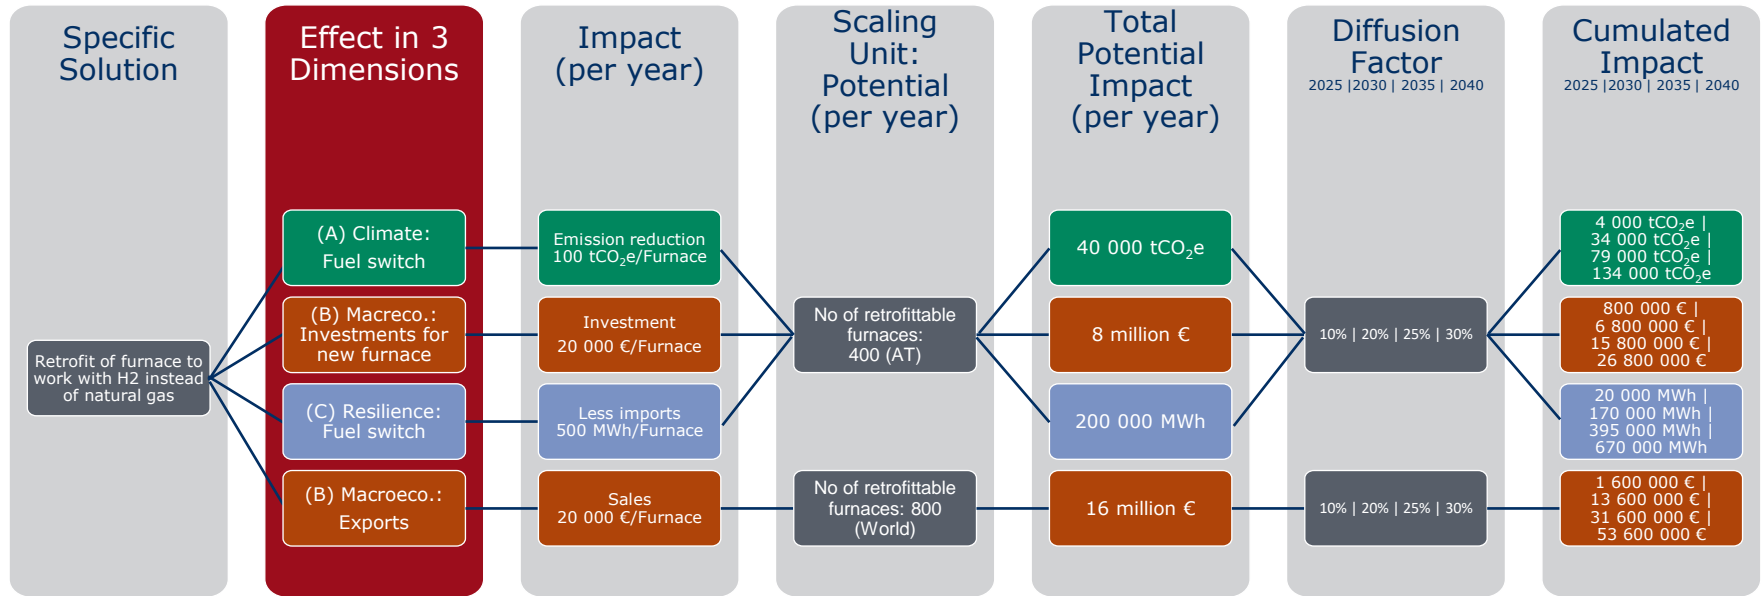 Specific
Solution
Effect in 3
Dimensions
Impact
(per year)
Scaling
Unit:
Potential
(per year)
Total
Potential
Impact
(per year)
Diffusion
Factor
2025 |2030 | 2035 | 2040
Cumulated
Impact
2025 |2030 | 2035 | 2040
Retrofit of furnace to
work with H2 instead
of natural gas
(A) Climate:
Fuel switch
(B) Macreco.:
Investments for
new furnace
(C) Resilience:
Fuel switch
(B) Macroeco.:
Exports
Emission reduction
100 tCO₂e/Furnace
Investment
20 000 €/Furnace
Less imports
500 MWh/Furnace
Sales
20 000 €/Furnace
No of retrofittable
furnaces:
400 (AT)
No of retrofittable
furnaces: 800
(World)
40 000 tCO₂e
8 million €
200 000 MWh
16 million €
10% | 20% | 25% | 30%
10% | 20% | 25% | 30%
4 000 tCO₂e |
34 000 tCO₂e |
79 000 tCO₂e |
134 000 tCO₂e
800 000 € |
6 800 000 € |
15 800 000 € |
26 800 000 €
20 000 MWh |
170 000 MWh |
395 000 MWh |
670 000 MWh
1 600 000 € |
13 600 000 € |
31 600 000 € |
53 600 000 €